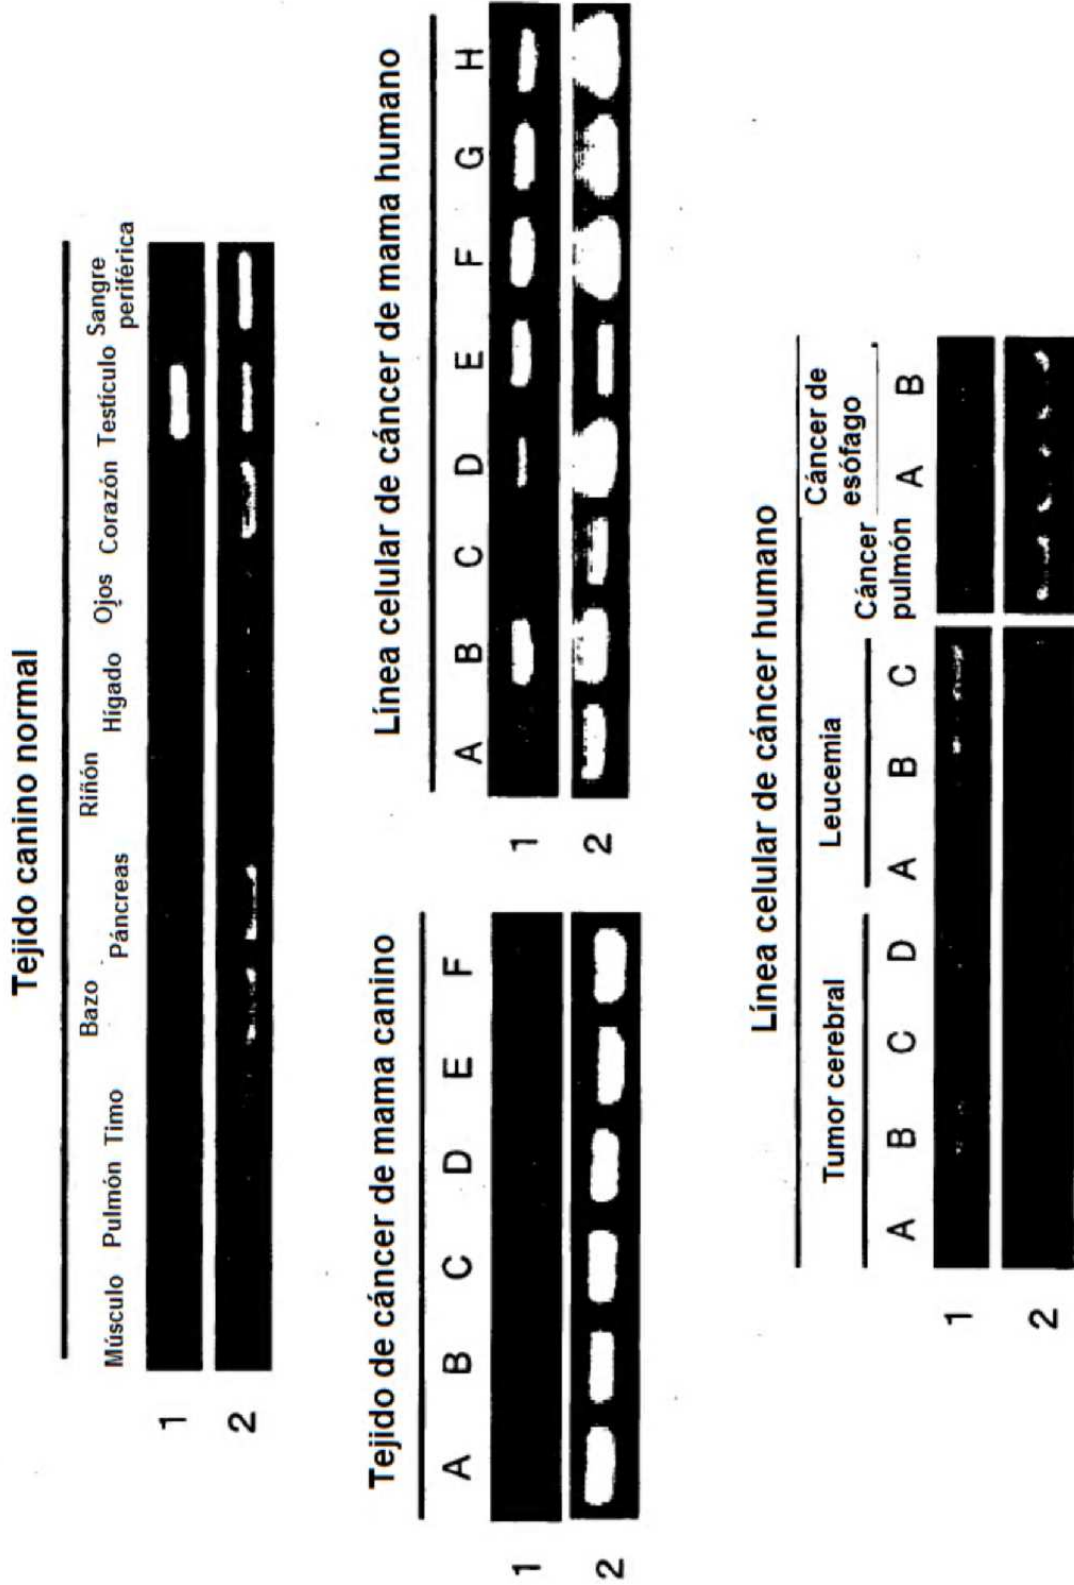 Tejido canino normal
Músculo Pulmón Timo Bazo Páncreas Riñón Hígado Ojos Corazón Testículo Sangre periférica
1
2
Tejido de cáncer de mama canino
A B C D E F
1
2
Línea celular de cáncer de mama humano
A B C D E F G H
1
2
Línea celular de cáncer humano
Tumor cerebral Leucemia Cáncer pulmón Cáncer de esófago
A B C D A B C A B
1
2